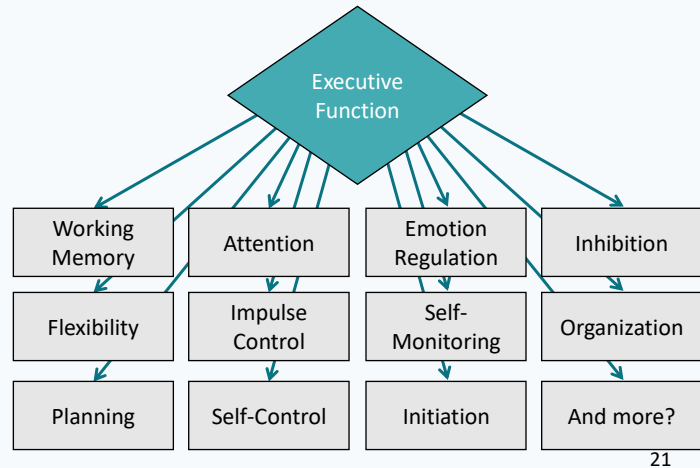 Executive
Function
Working
Memory
Attention
Emotion
Regulation
Inhibition
Flexibility
Impulse
Control
Self-
Monitoring
Organization
Planning
Self-Control
Initiation
And more?
21